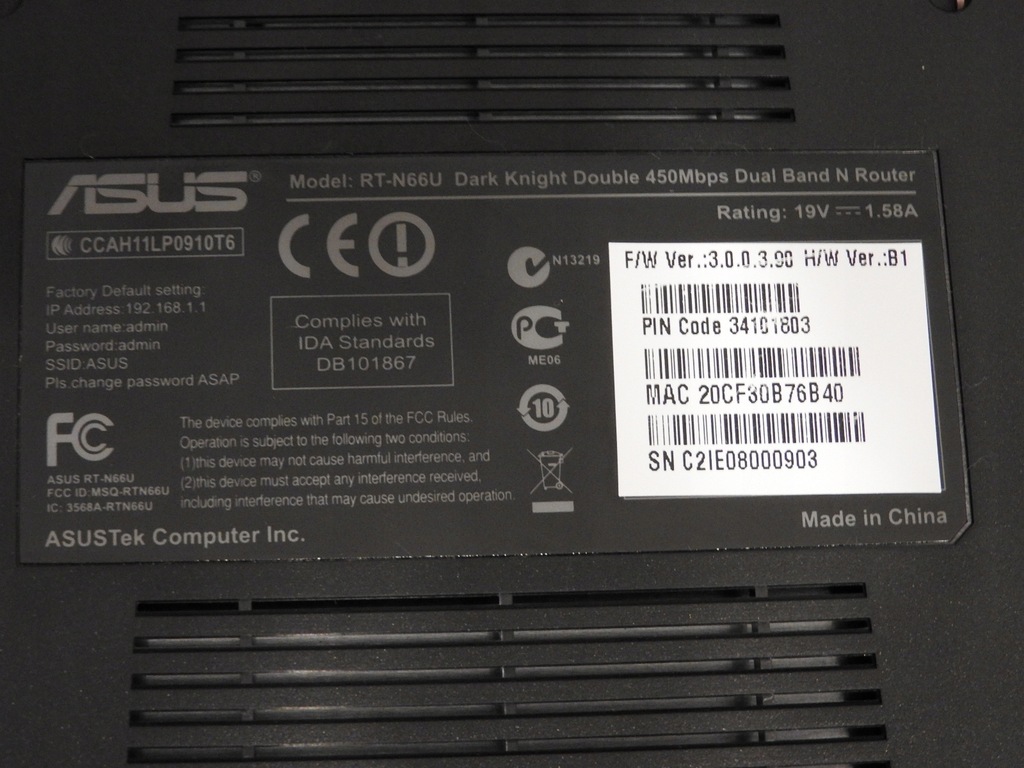 ASUS®
Model: RT-N66U Dark Knight Double 450Mbps Dual Band N Router
Rating: 19V ⎓ 1.58A
CCAH11LP0910T6
CE
N13219
F/W Ver.:3.0.0.3.90 H/W Ver.:B1
Factory Default setting:
IP Address:192.168.1.1
User name:admin
Password:admin
SSID:ASUS
Pls.change password ASAP
Complies with
IDA Standards
DB101867
ME06
10
PIN Code 34101803
MAC 20CF30B76B40
SN C2IE08000903
FC
ASUS RT-N66U
FCC ID:MSQ-RTN66U
IC: 3568A-RTN66U
The device complies with Part 15 of the FCC Rules.
Operation is subject to the following two conditions:
(1)this device may not cause harmful interference, and
(2)this device must accept any interference received,
including interference that may cause undesired operation.
ASUSTek Computer Inc.
Made in China